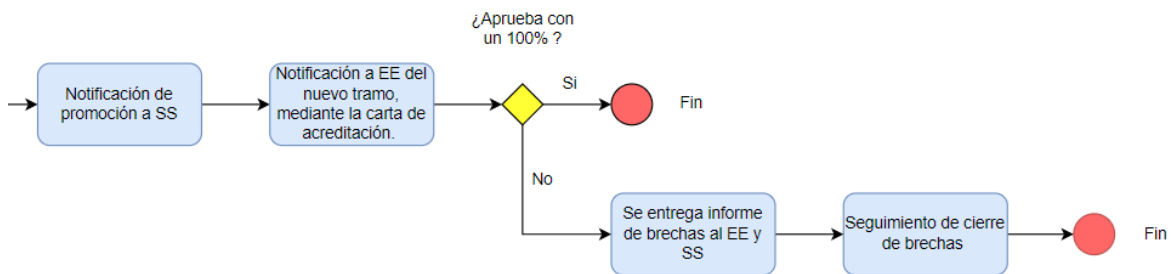 ¿Aprueba con
un 100% ?
Notificación de
promoción a SS
Notificación a EE del
nuevo tramo,
mediante la carta de
acreditación.
Si
Fin
No
Se entrega informe
de brechas al EE y
SS
Seguimiento de cierre
de brechas
Fin